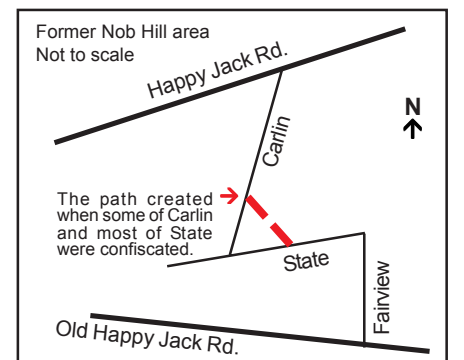 Former Nob Hill area
Not to scale
Happy Jack Rd.
N
Carlin
The path created
when some of Carlin
and most of State
were confiscated.
State
Fairview
Old Happy Jack Rd.